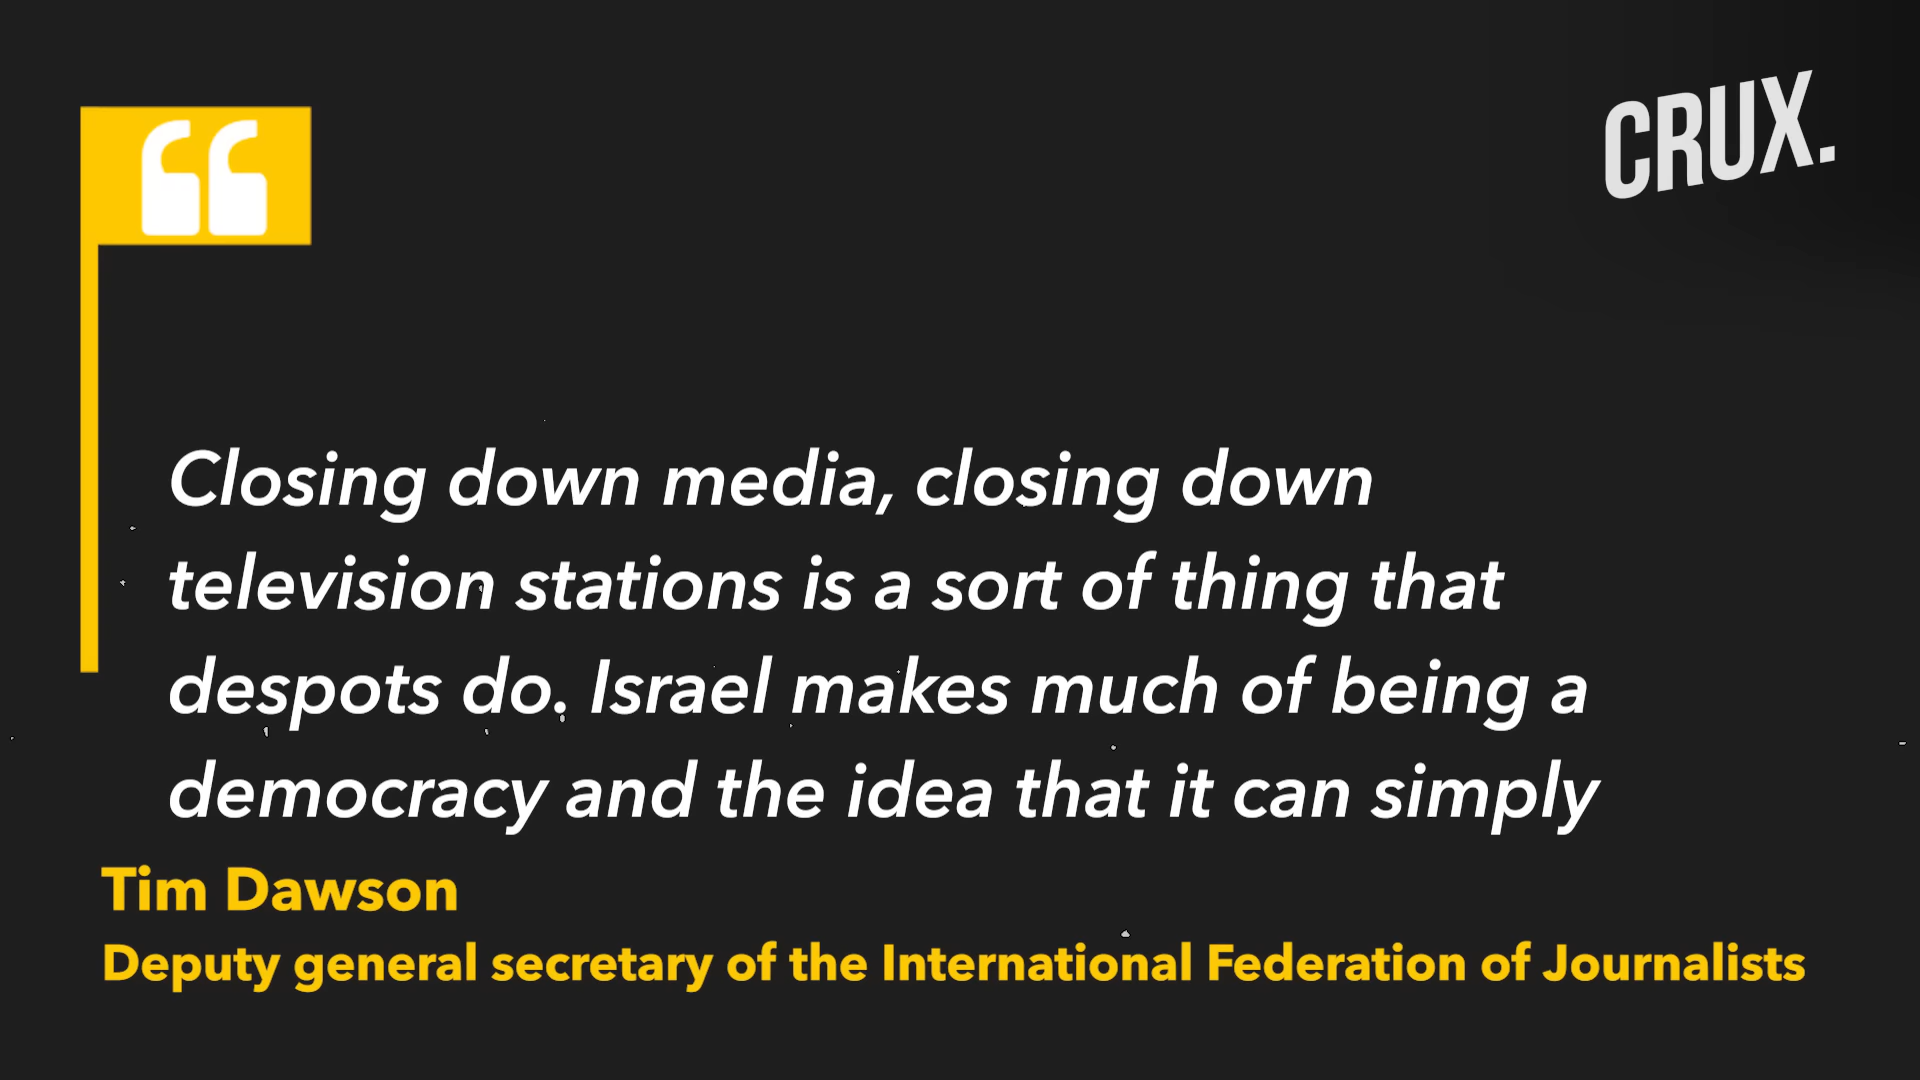 CRUX.
Closing down media, closing down
television stations is a sort of thing that
despots do. Israel makes much of being a
democracy and the idea that it can simply
Tim Dawson
Deputy general secretary of the International Federation of Journalists